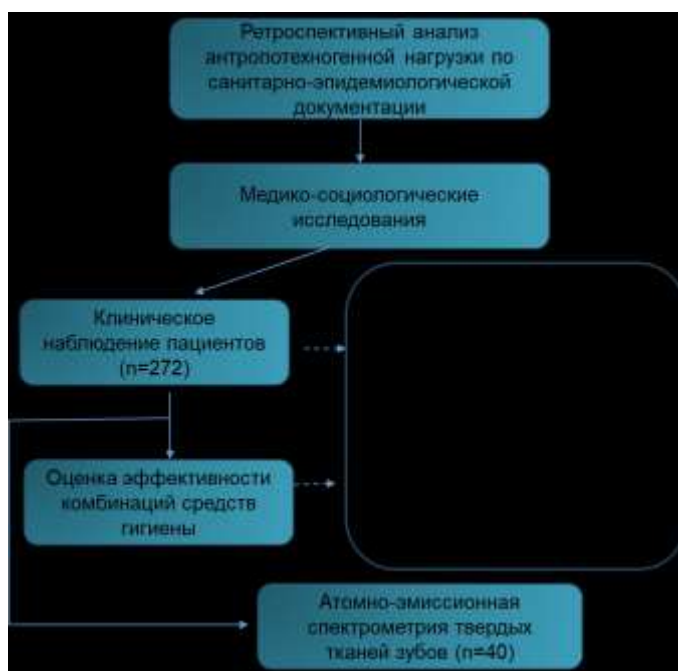 Ретроспективный анализ
антропотехногенной нагрузки по
санитарно-эпидемиологической
документации
Медико-социологические
исследования
Клиническое
наблюдение пациентов
(n=272)
Оценка эффективности
комбинаций средств
гигиены
Атомно-эмиссионная
спектрометрия твердых
тканей зубов (n=40)